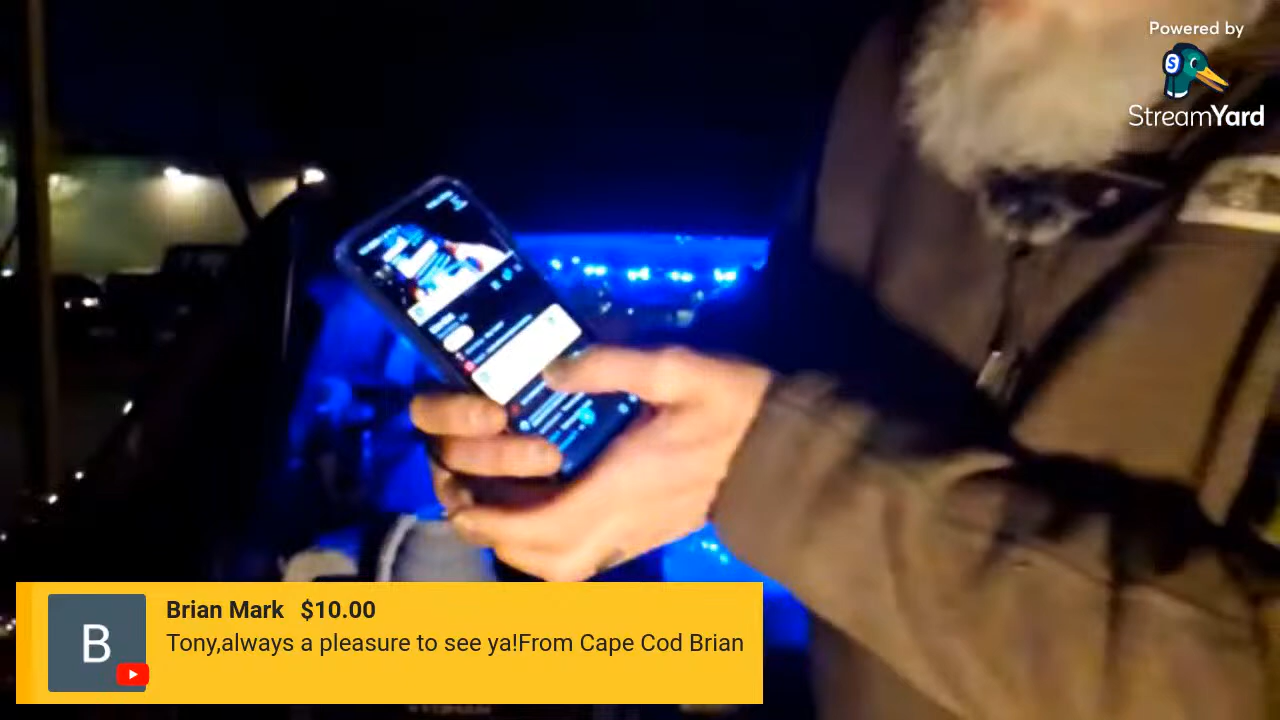 Powered by
S
StreamYard
B
Brian Mark $10.00
Tony,always a pleasure to see ya!From Cape Cod Brian